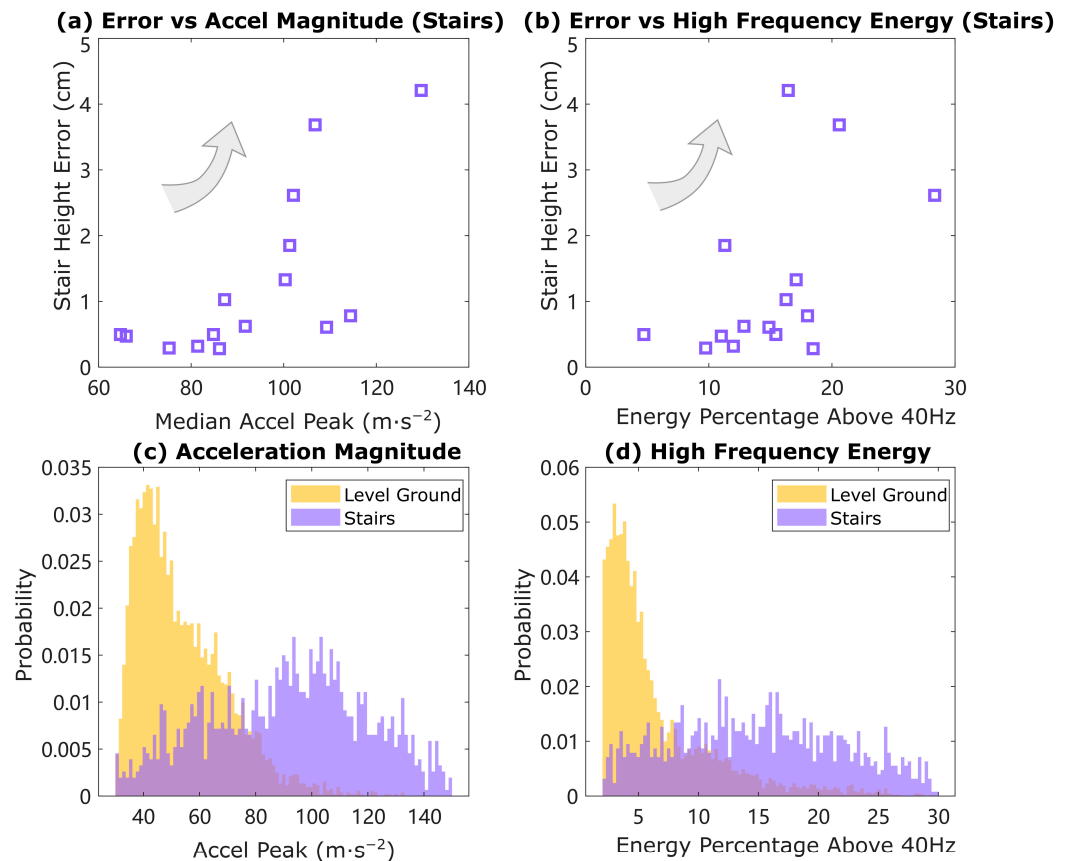 (a) Error vs Accel Magnitude (Stairs)
5
4
3
2
1
0
Stair Height Error (cm)
60 80 100 120 140
Median Accel Peak (m·s⁻²)
(b) Error vs High Frequency Energy (Stairs)
5
4
3
2
1
0
Stair Height Error (cm)
0 10 20 30
Energy Percentage Above 40Hz
(c) Acceleration Magnitude
0.035
0.03
0.025
0.02
0.015
0.01
0.005
0
Probability
Level Ground
Stairs
40 60 80 100 120 140
Accel Peak (m·s⁻²)
(d) High Frequency Energy
0.06
0.05
0.04
0.03
0.02
0.01
0
Probability
Level Ground
Stairs
5 10 15 20 25 30
Energy Percentage Above 40Hz